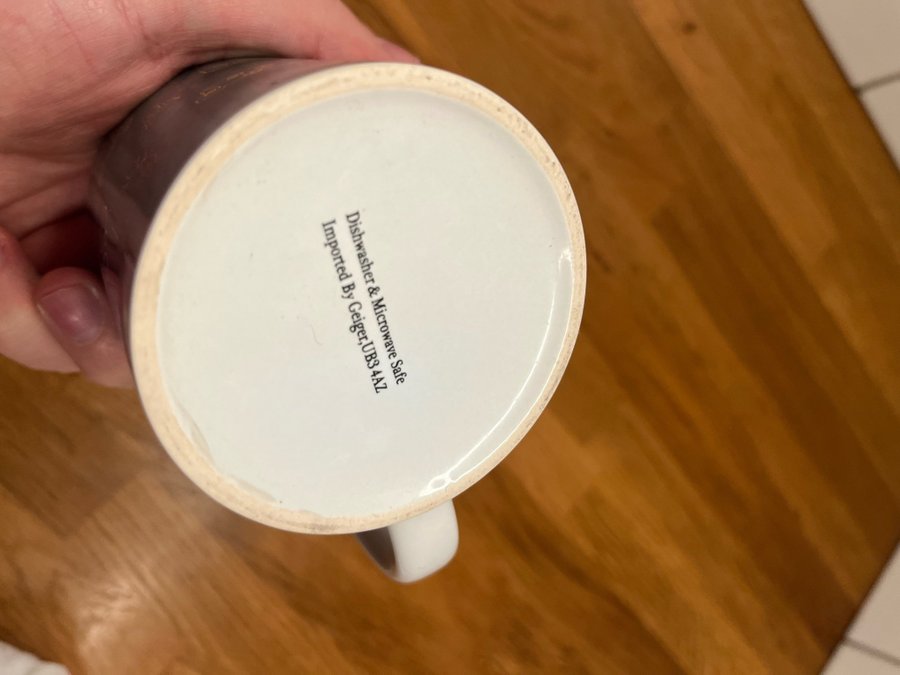 Dishwasher & Microwave Safe
Imported By Geiger,UB3 4AZ